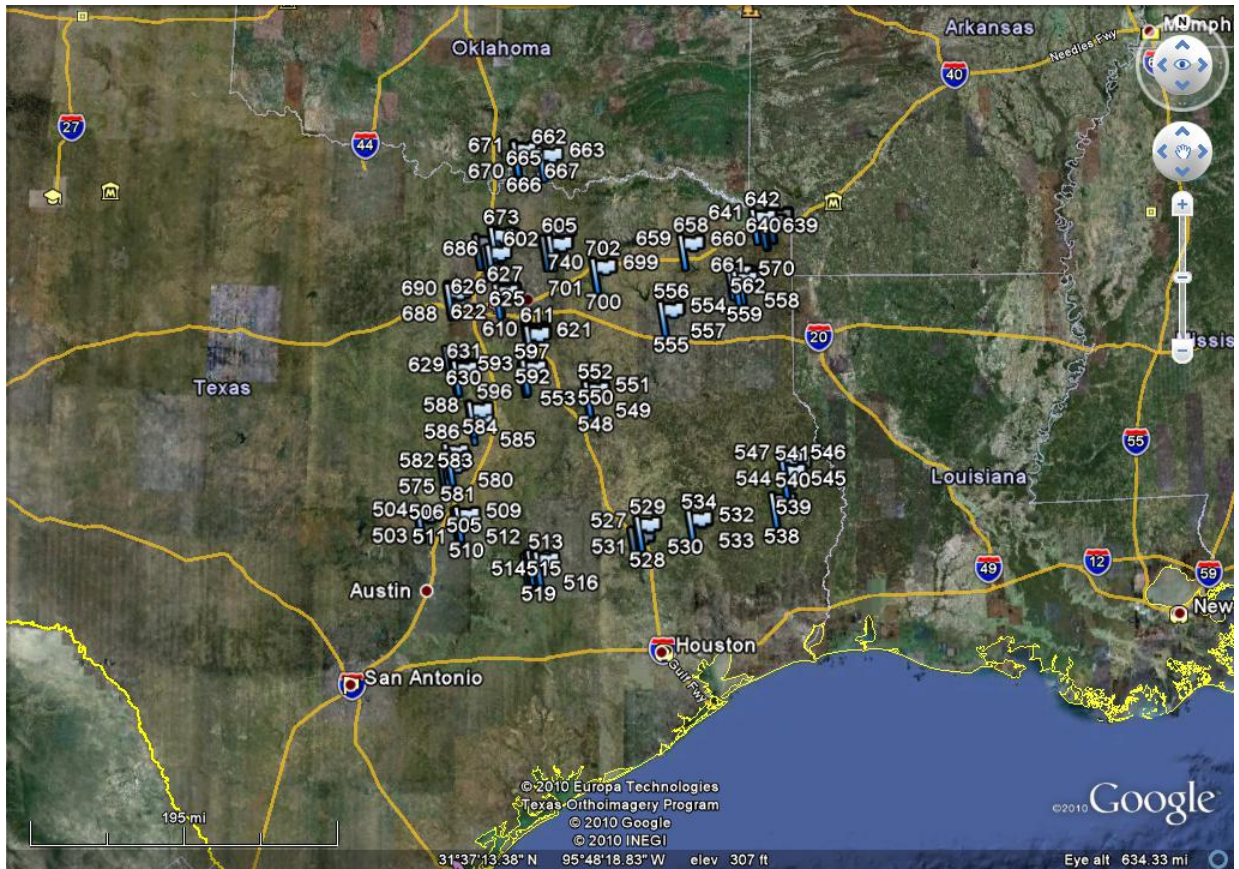 Oklahoma
Arkansas
Memph
N
Needles Fwy
40
27
44
671 662
665 663
670 667
666
642
641
640 639
673
602 605
686
658
659 660
702
740 699
627
661 570
690 626
701
562
625 700
556
554 558
688 622
611
559
610 621
557
555
20
597
631
629 593
592
630
552
551
596
553 550
588
549
584
548
586 585
55
582 583
547 541 546
580
544 540 545
575
581
Texas
Louisiana
504 506 509
505
539
503 511 512
510
534
529
527 532
538
531 530 533
528
513
514 515
516
519
49
12
59
Austin
New
Houston
Gulf Fwy
San Antonio
© 2010 Europa Technologies
Texas Orthoimagery Program
© 2010 Google
© 2010 INEGI
©2010 Google
195 mi
31°37'13.38" N 95°48'18.83" W elev 307 ft
Eye alt 634.33 mi